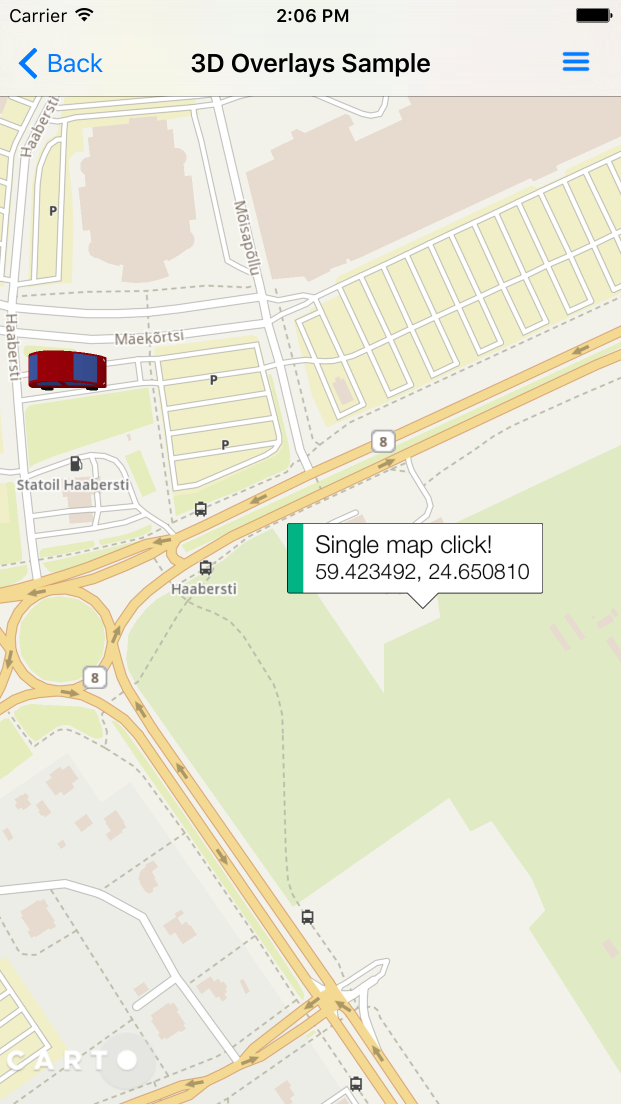 Carrier 2:06 PM
Back 3D Overlays Sample
Haabersti
P
Mõisapõllu
Haabersti
Mäekõrtsi
P
8
P
Statoil Haabersti
Single map click!
59.423492, 24.650810
Haabersti
8
CARTO